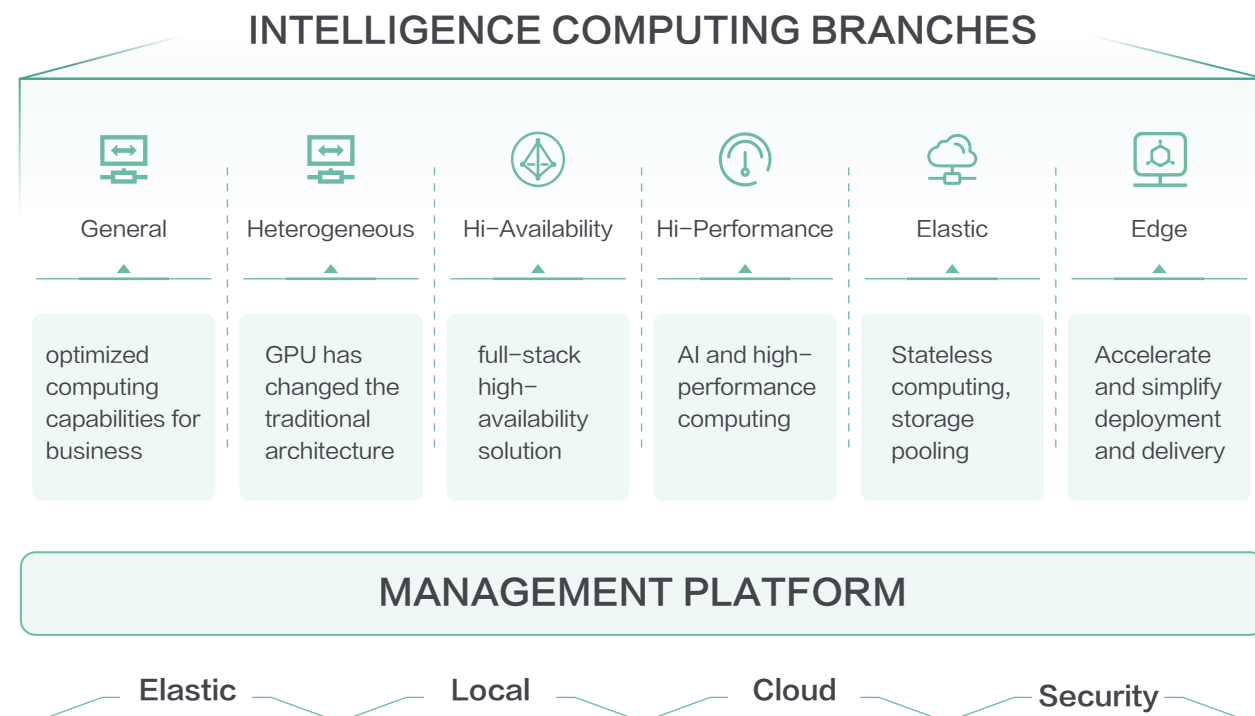 INTELLIGENCE COMPUTING BRANCHES
General
Heterogeneous
Hi-Availability
Hi-Performance
Elastic
Edge
optimized
computing
capabilities for
business
GPU has
changed the
traditional
architecture
full-stack
high-
availability
solution
AI and high-
performance
computing
Stateless
computing,
storage
pooling
Accelerate
and simplify
deployment
and delivery
MANAGEMENT PLATFORM
Elastic
Local
Cloud
Security